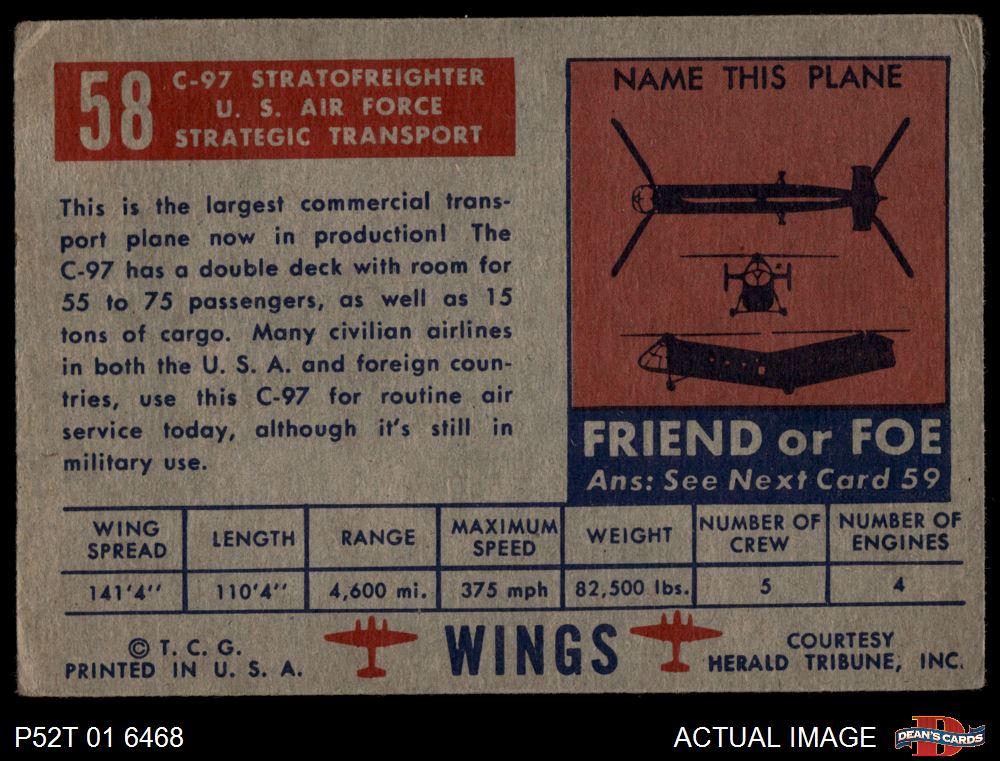 58
C-97 STRATOFREIGHTER
U. S. AIR FORCE
STRATEGIC TRANSPORT
This is the largest commercial trans-
port plane now in production! The
C-97 has a double deck with room for
55 to 75 passengers, as well as 15
tons of cargo. Many civilian airlines
in both the U. S. A. and foreign coun-
tries, use this C-97 for routine air
service today, although it's still in
military use.
NAME THIS PLANE
FRIEND or FOE
Ans: See Next Card 59
WING SPREAD
LENGTH
RANGE
MAXIMUM SPEED
WEIGHT
NUMBER OF CREW
NUMBER OF ENGINES
141'4''
110'4''
4,600 mi.
375 mph
82,500 lbs.
5
4
© T. C. G.
PRINTED IN U. S. A.
WINGS
COURTESY
HERALD TRIBUNE, INC.
P52T 01 6468
ACTUAL IMAGE
D
DEAN'S CARDS